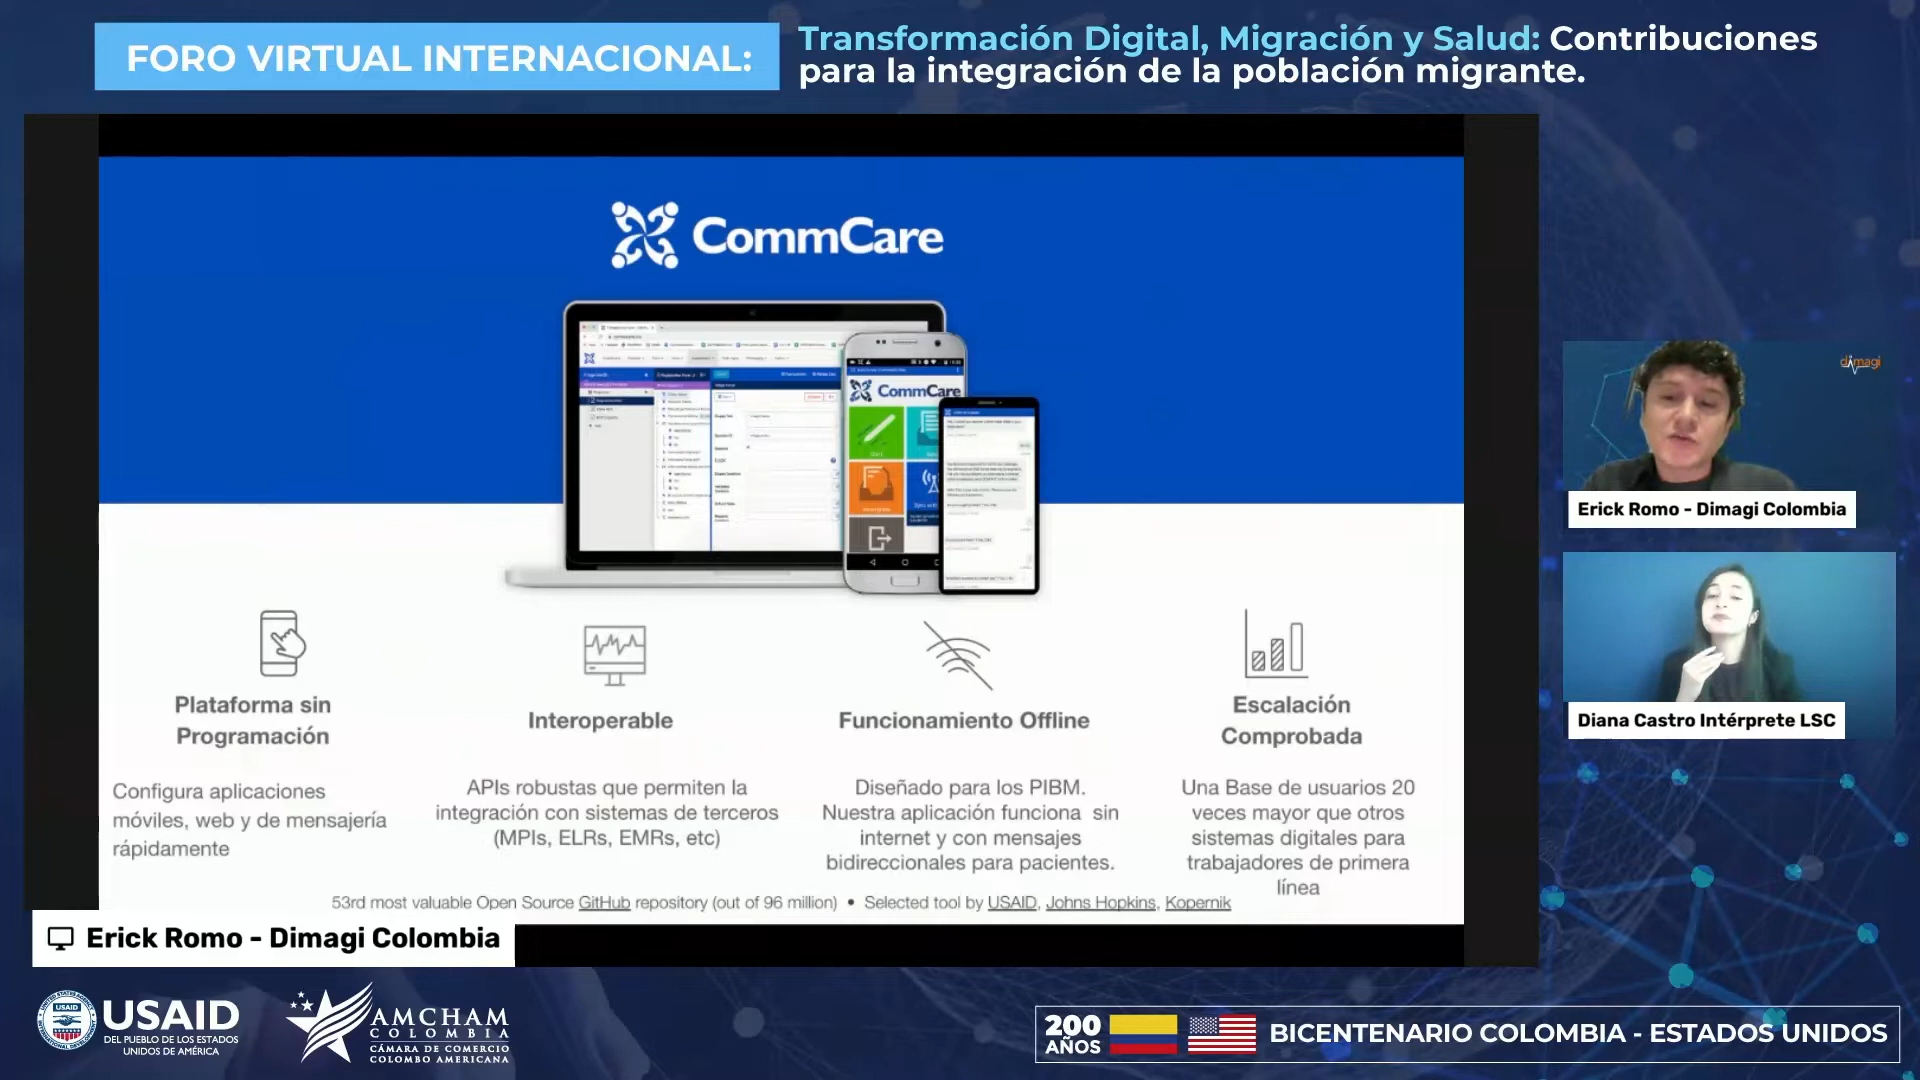 FORO VIRTUAL INTERNACIONAL:
Transformación Digital, Migración y Salud: Contribuciones
para la integración de la población migrante.
CommCare
CommCare
Plataforma sin
Programación
Configura aplicaciones
móviles, web y de mensajería
rápidamente
Interoperable
APIs robustas que permiten la
integración con sistemas de terceros
(MPIs, ELRs, EMRs, etc)
Funcionamiento Offline
Diseñado para los PIBM.
Nuestra aplicación funciona sin
internet y con mensajes
bidireccionales para pacientes.
Escalación
Comprobada
Una Base de usuarios 20
veces mayor que otros
sistemas digitales para
trabajadores de primera
línea
53rd most valuable Open Source GitHub repository (out of 96 million) • Selected tool by USAID, Johns Hopkins, Kopernik
Erick Romo - Dimagi Colombia
dimagi
Erick Romo - Dimagi Colombia
Diana Castro Intérprete LSC
USAID
USAID
DEL PUEBLO DE LOS ESTADOS
UNIDOS DE AMÉRICA
AMCHAM
COLOMBIA
CÁMARA DE COMERCIO
COLOMBO AMERICANA
200
AÑOS
BICENTENARIO COLOMBIA - ESTADOS UNIDOS